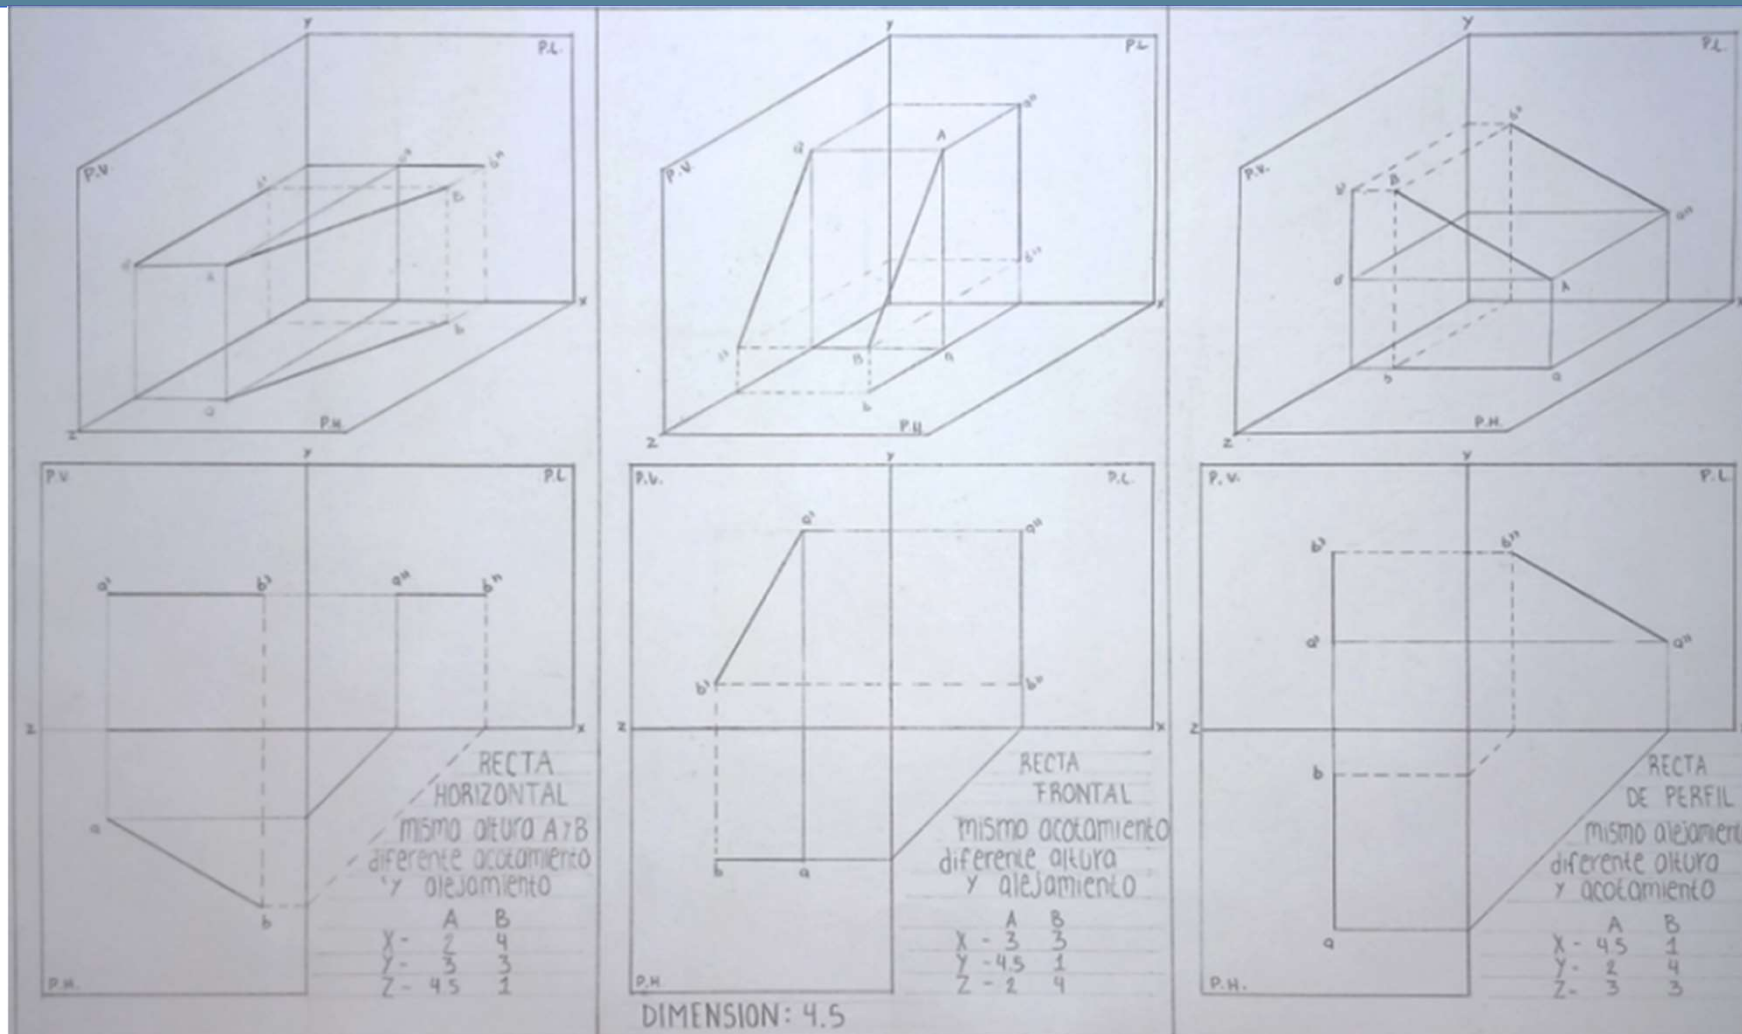 Y
P.L.
P.V.
a''
b''
b'
B
a'
A
X
b
a
P.H.
Z
Y
P.L.
P.V.
a''
A
a'
b''
X
b'
B
a
b
P.H.
Z
Y
P.L.
P.V.
b''
b'
B
a''
a'
A
b
a
P.H.
Z
Y
P.V.
P.L
a'
b'
a''
b''
Z
X
a
b
P.H.
RECTA
HORIZONTAL
misma altura A y B
diferente acotamiento
y alejamiento
A B
X - 2 4
Y - 3 3
Z - 4.5 1
Y
P.V.
P.L.
a'
a''
b'
b''
Z
X
b
a
P.H
RECTA
FRONTAL
mismo acotamiento
diferente altura
y alejamiento
A B
X - 3 3
Y - 4.5 1
Z - 2 4
DIMENSION: 4.5
Y
P.V.
P.L.
b'
b''
a'
a''
Z
b
a
P.H.
RECTA
DE PERFIL
mismo alejament
diferente altura
y acotamiento
A B
X - 4.5 1
Y - 2 4
Z - 3 3